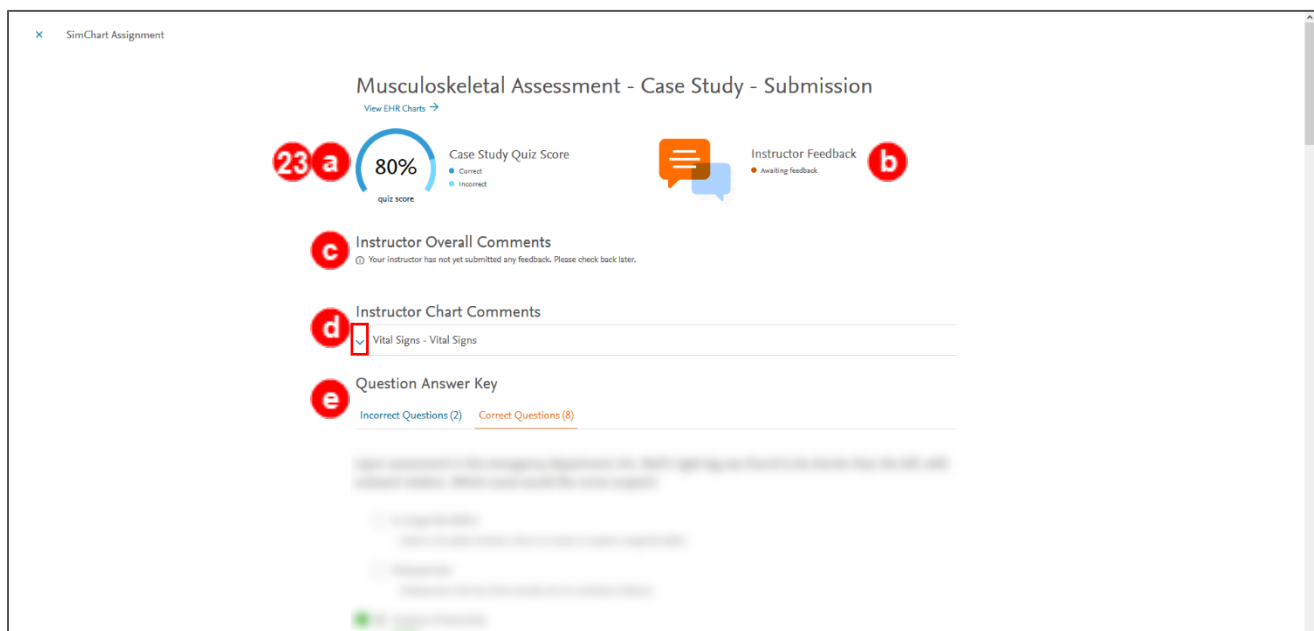 × SimChart Assignment
Musculoskeletal Assessment - Case Study - Submission
View EHR Charts →
23 a
80%
quiz score
Case Study Quiz Score
Correct
Incorrect
Instructor Feedback
Awaiting feedback
b
c
Instructor Overall Comments
Your instructor has not yet submitted any feedback. Please check back later.
d
Instructor Chart Comments
Vital Signs - Vital Signs
e
Question Answer Key
Incorrect Questions (2) Correct Questions (8)